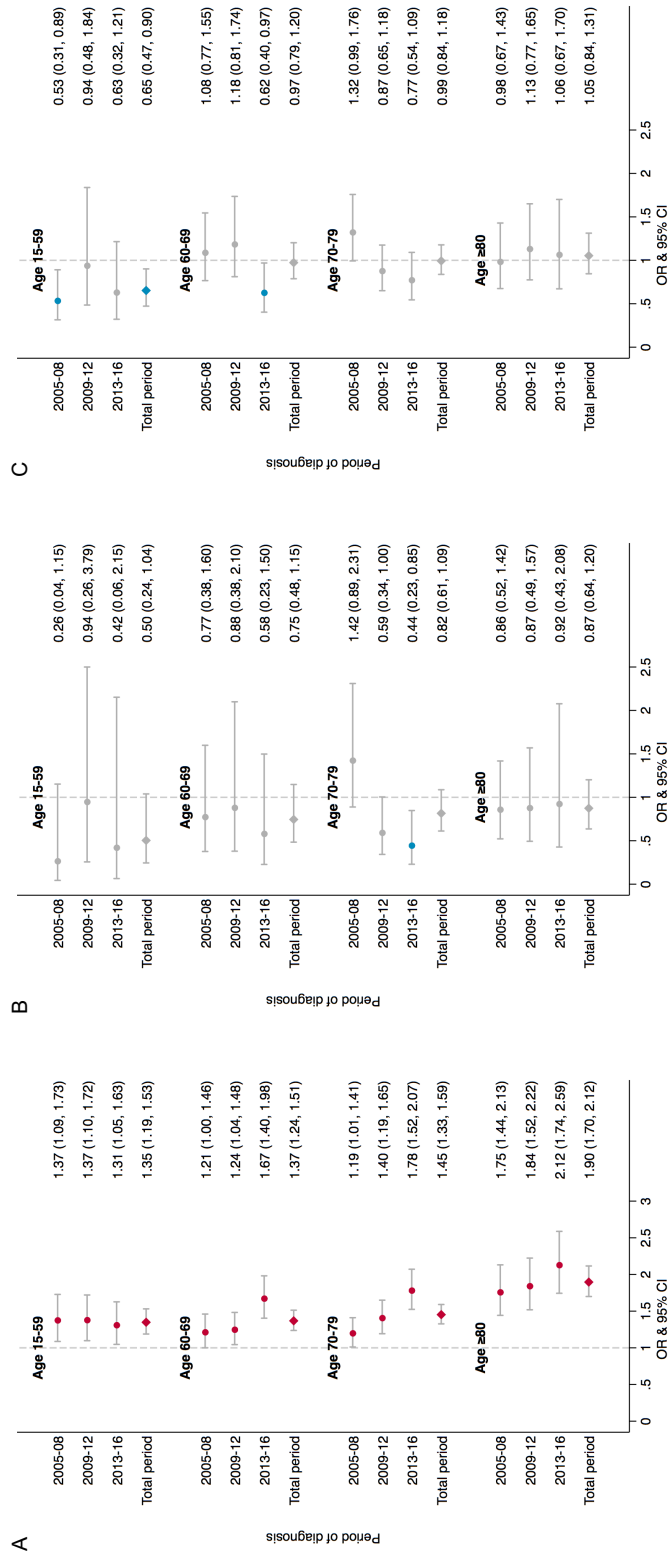 A
Period of diagnosis
Age 15-59
2005-08 1.37 (1.09, 1.73)
2009-12 1.37 (1.10, 1.72)
2013-16 1.31 (1.05, 1.63)
Total period 1.35 (1.19, 1.53)
Age 60-69
2005-08 1.21 (1.00, 1.46)
2009-12 1.24 (1.04, 1.48)
2013-16 1.67 (1.40, 1.98)
Total period 1.37 (1.24, 1.51)
Age 70-79
2005-08 1.19 (1.01, 1.41)
2009-12 1.40 (1.19, 1.65)
2013-16 1.78 (1.52, 2.07)
Total period 1.45 (1.33, 1.59)
Age ≥80
2005-08 1.75 (1.44, 2.13)
2009-12 1.84 (1.52, 2.22)
2013-16 2.12 (1.74, 2.59)
Total period 1.90 (1.70, 2.12)
0 .5 1 1.5 2 2.5 3
OR & 95% CI
B
Period of diagnosis
Age 15-59
2005-08 0.26 (0.04, 1.15)
2009-12 0.94 (0.26, 3.79)
2013-16 0.42 (0.06, 2.15)
Total period 0.50 (0.24, 1.04)
Age 60-69
2005-08 0.77 (0.38, 1.60)
2009-12 0.88 (0.38, 2.10)
2013-16 0.58 (0.23, 1.50)
Total period 0.75 (0.48, 1.15)
Age 70-79
2005-08 1.42 (0.89, 2.31)
2009-12 0.59 (0.34, 1.00)
2013-16 0.44 (0.23, 0.85)
Total period 0.82 (0.61, 1.09)
Age ≥80
2005-08 0.86 (0.52, 1.42)
2009-12 0.87 (0.49, 1.57)
2013-16 0.92 (0.43, 2.08)
Total period 0.87 (0.64, 1.20)
0 .5 1 1.5 2 2.5
OR & 95% CI
C
Period of diagnosis
Age 15-59
2005-08 0.53 (0.31, 0.89)
2009-12 0.94 (0.48, 1.84)
2013-16 0.63 (0.32, 1.21)
Total period 0.65 (0.47, 0.90)
Age 60-69
2005-08 1.08 (0.77, 1.55)
2009-12 1.18 (0.81, 1.74)
2013-16 0.62 (0.40, 0.97)
Total period 0.97 (0.79, 1.20)
Age 70-79
2005-08 1.32 (0.99, 1.76)
2009-12 0.87 (0.65, 1.18)
2013-16 0.77 (0.54, 1.09)
Total period 0.99 (0.84, 1.18)
Age ≥80
2005-08 0.98 (0.67, 1.43)
2009-12 1.13 (0.77, 1.65)
2013-16 1.06 (0.67, 1.70)
Total period 1.05 (0.84, 1.31)
0 .5 1 1.5 2 2.5
OR & 95% CI